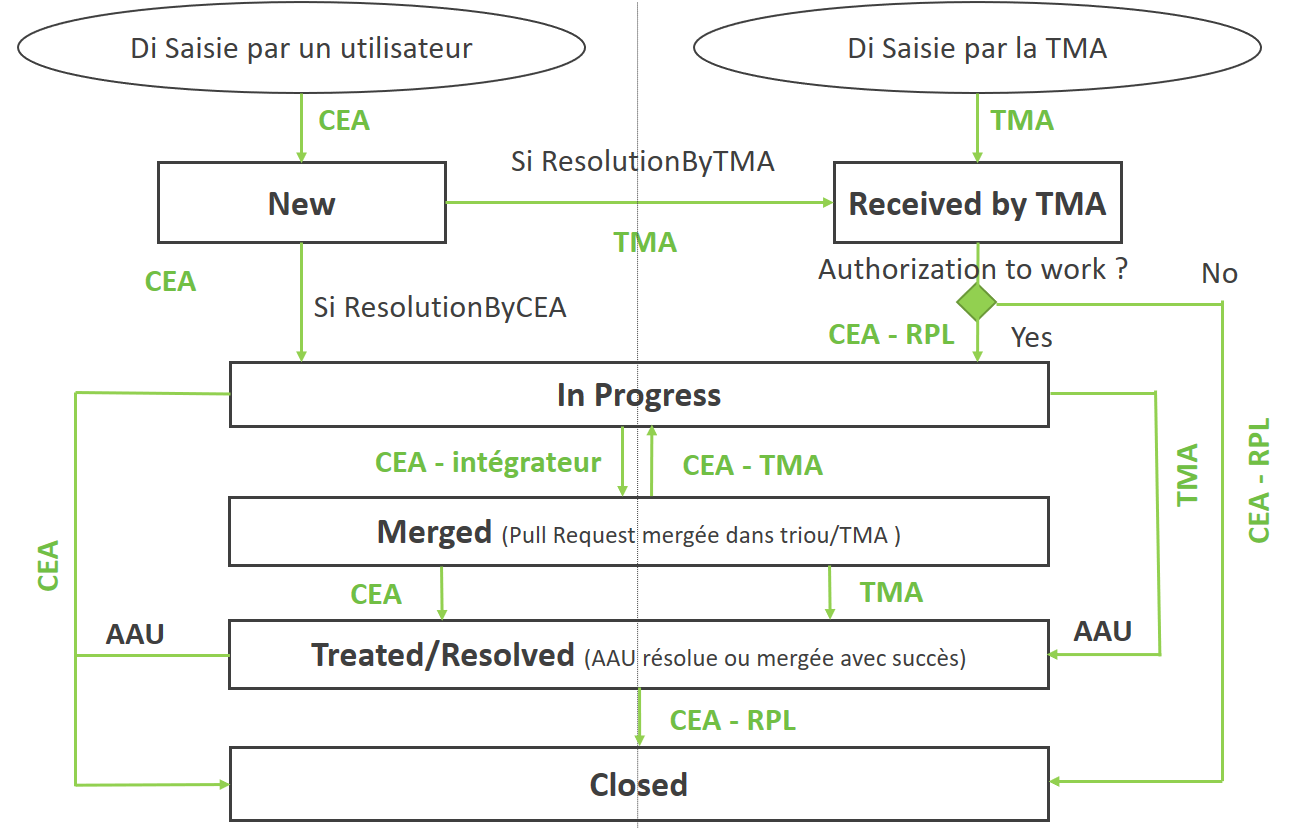 Di Saisie par un utilisateur
Di Saisie par la TMA
CEA
TMA
Si ResolutionByTMA
New
Received by TMA
TMA
CEA
Si ResolutionByCEA
Authorization to work ?
No
CEA - RPL
Yes
In Progress
CEA - intégrateur
CEA - TMA
TMA
CEA - RPL
Merged (Pull Request mergée dans triou/TMA )
CEA
CEA
TMA
AAU
AAU
Treated/Resolved (AAU résolue ou mergée avec succès)
CEA - RPL
Closed